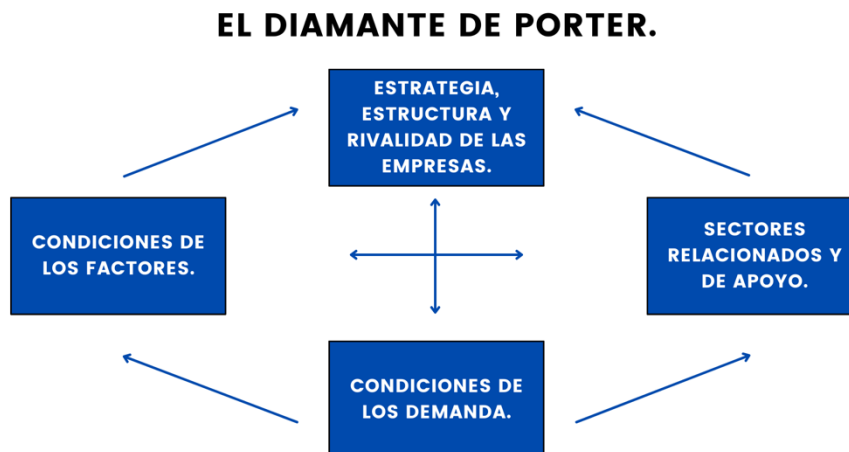 EL DIAMANTE DE PORTER.
ESTRATEGIA,
ESTRUCTURA Y
RIVALIDAD DE LAS
EMPRESAS.
CONDICIONES DE
LOS FACTORES.
SECTORES
RELACIONADOS Y
DE APOYO.
CONDICIONES DE
LOS DEMANDA.